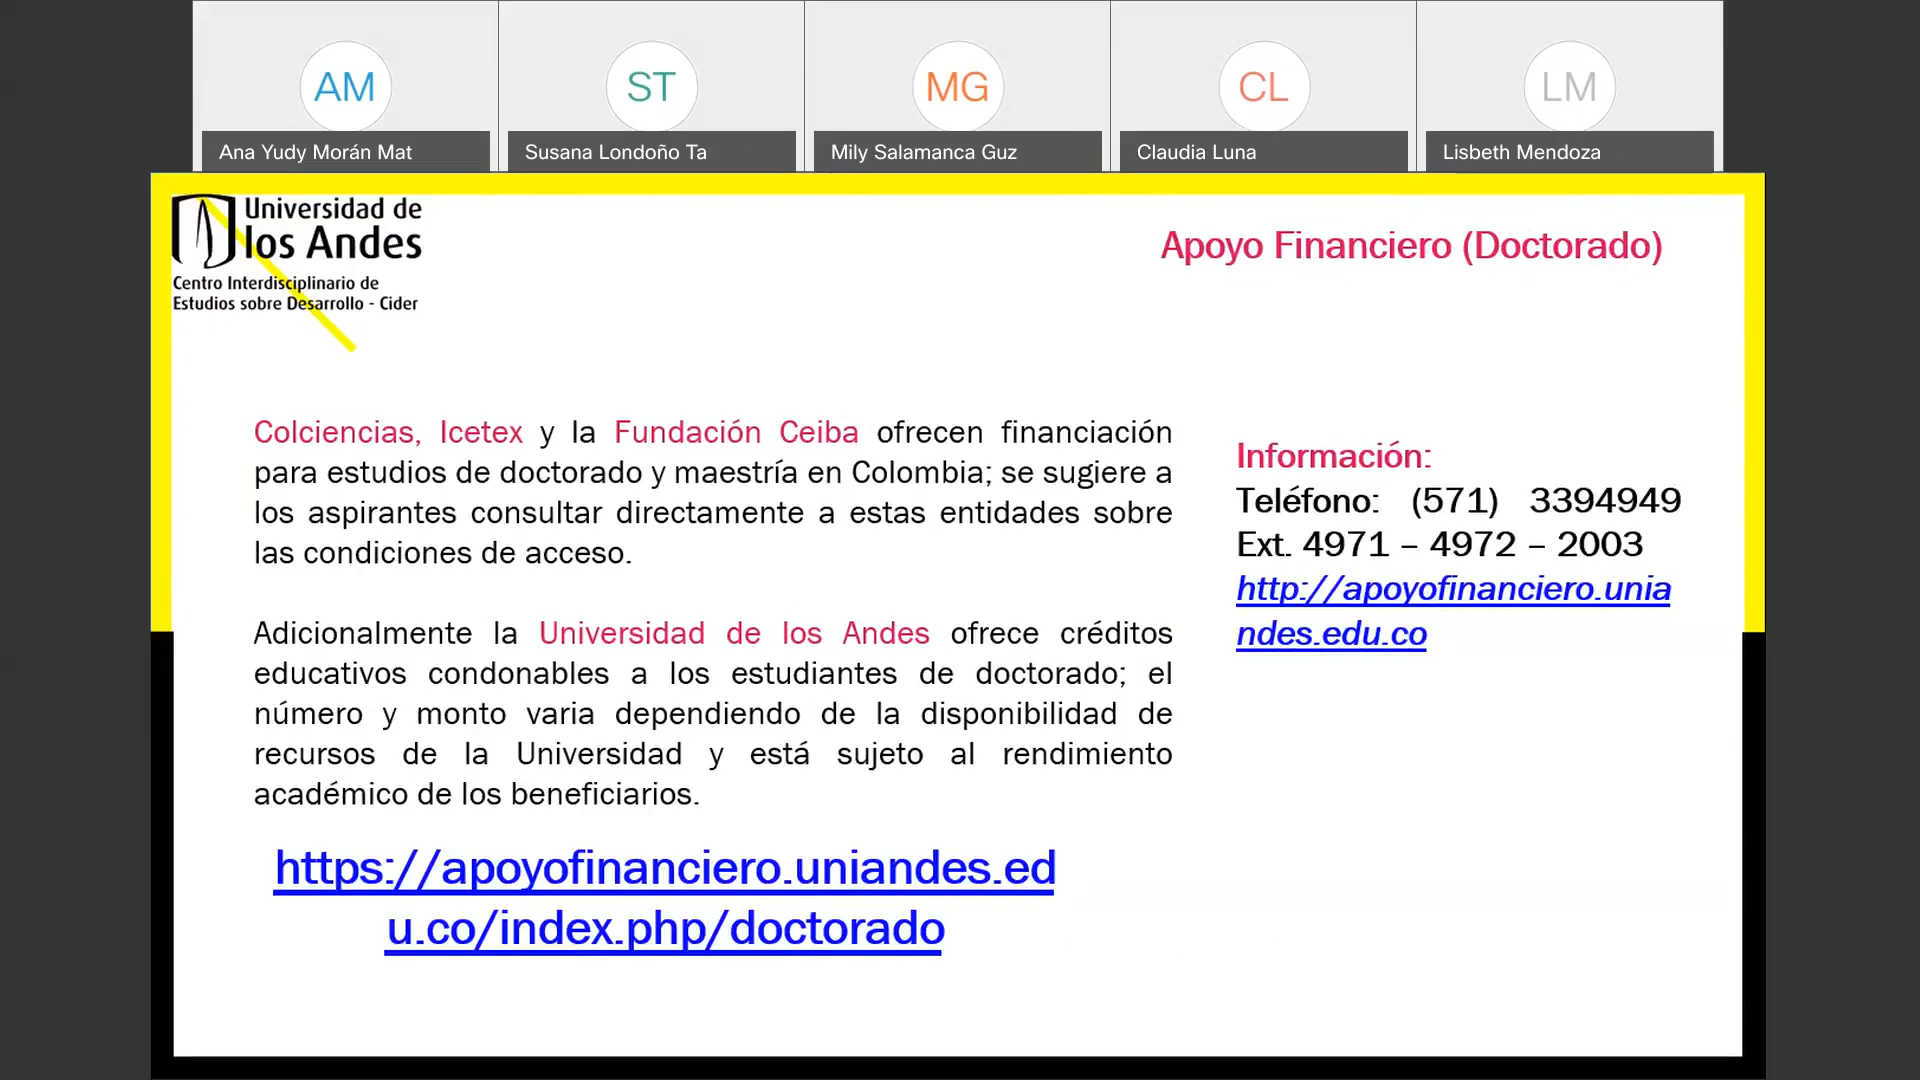 AM
ST
MG
CL
LM
Ana Yudy Morán Mat
Susana Londoño Ta
Mily Salamanca Guz
Claudia Luna
Lisbeth Mendoza
Universidad de
los Andes
Centro Interdisciplinario de
Estudios sobre Desarrollo - Cider
Apoyo Financiero (Doctorado)
Colciencias, Icetex y la Fundación Ceiba ofrecen financiación
para estudios de doctorado y maestría en Colombia; se sugiere a
los aspirantes consultar directamente a estas entidades sobre
las condiciones de acceso.
Adicionalmente la Universidad de los Andes ofrece créditos
educativos condonables a los estudiantes de doctorado; el
número y monto varia dependiendo de la disponibilidad de
recursos de la Universidad y está sujeto al rendimiento
académico de los beneficiarios.
https://apoyofinanciero.uniandes.ed
u.co/index.php/doctorado
Información:
Teléfono: (571) 3394949
Ext. 4971 – 4972 – 2003
http://apoyofinanciero.unia
ndes.edu.co